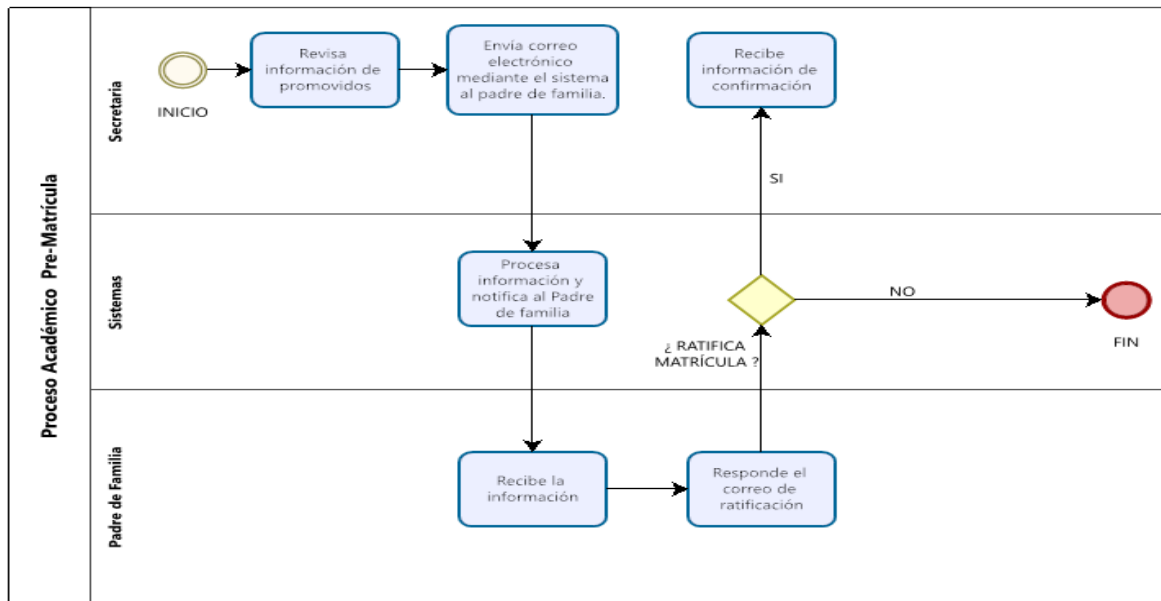 Proceso Académico Pre-Matrícula
Secretaria
INICIO
Revisa
información de
promovidos
Envía correo
electrónico
mediante el sistema
al padre de familia.
Recibe
información de
confirmación
SI
Sistemas
Procesa
información y
notifica al Padre
de familia
¿ RATIFICA
MATRÍCULA ?
NO
FIN
Padre de Familia
Recibe la
información
Responde el
correo de
ratificación